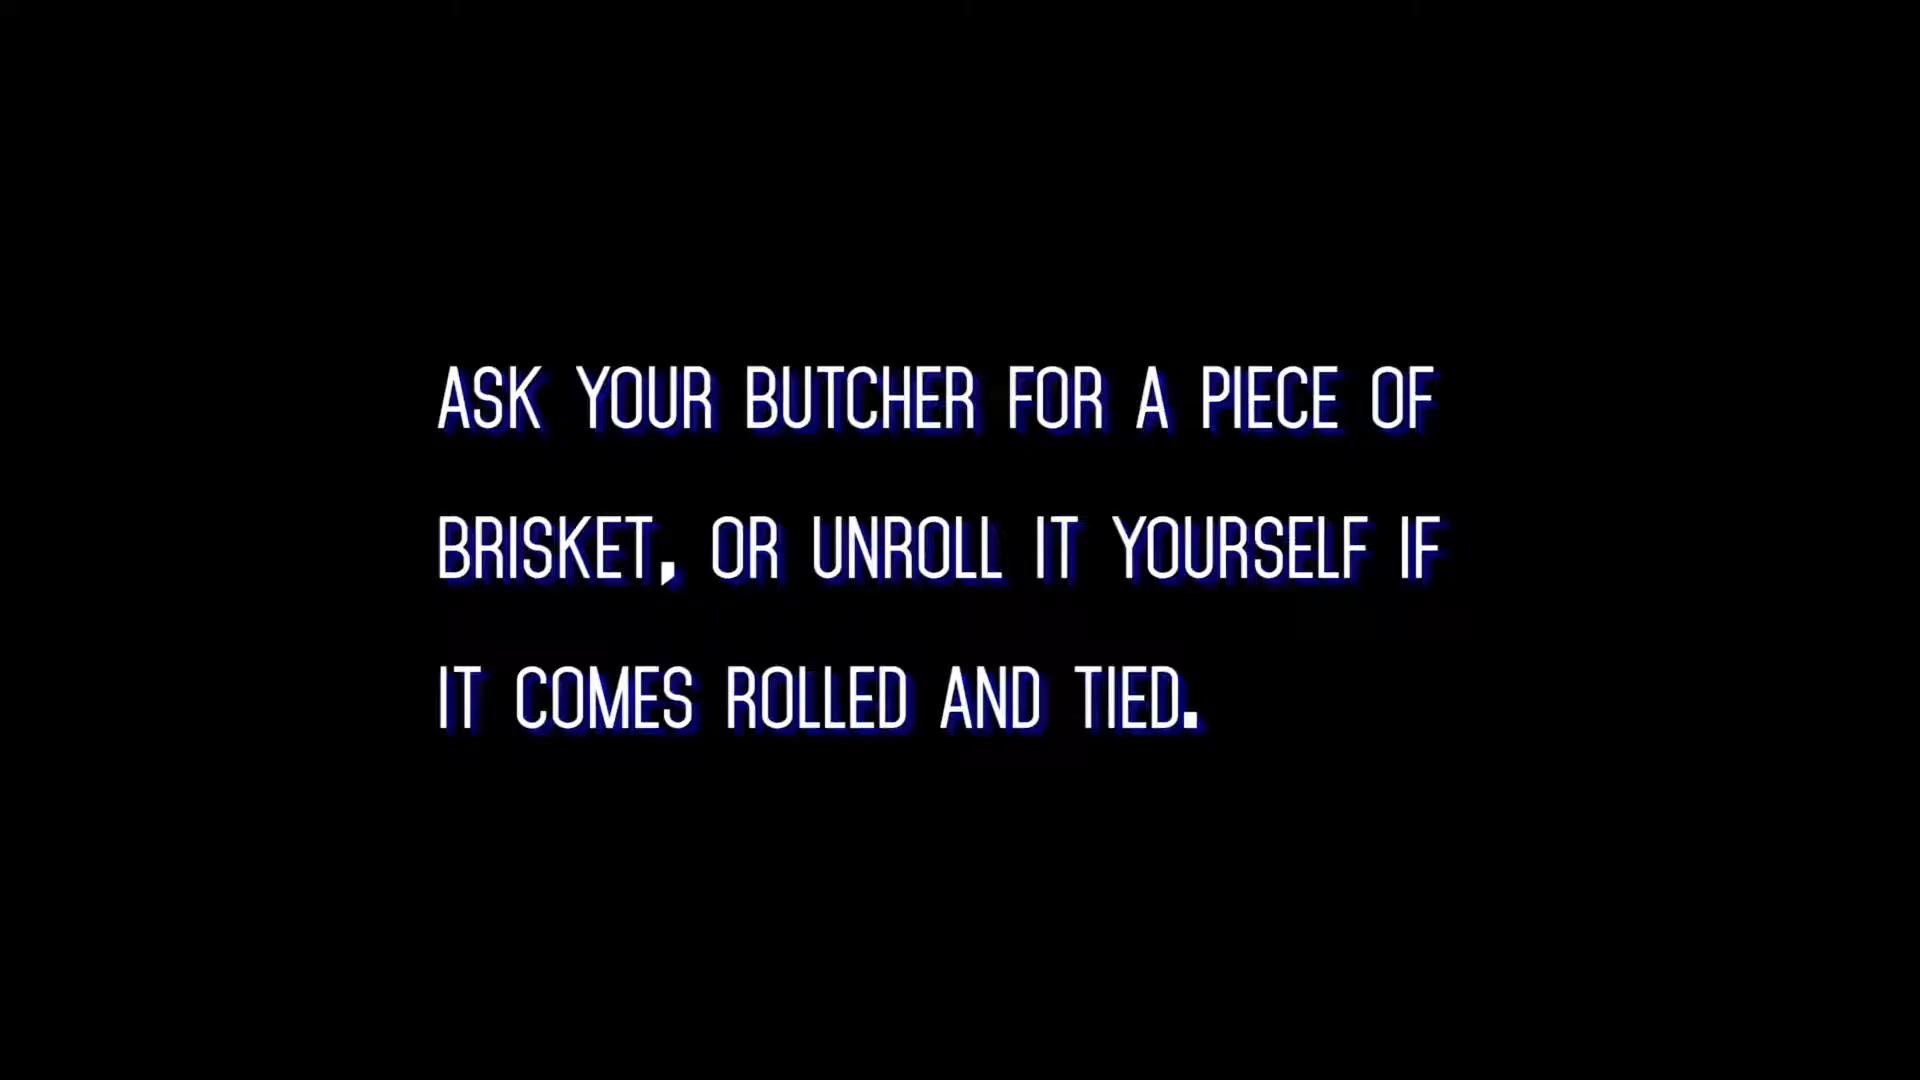 ASK YOUR BUTCHER FOR A PIECE OF
BRISKET, OR UNROLL IT YOURSELF IF
IT COMES ROLLED AND TIED.